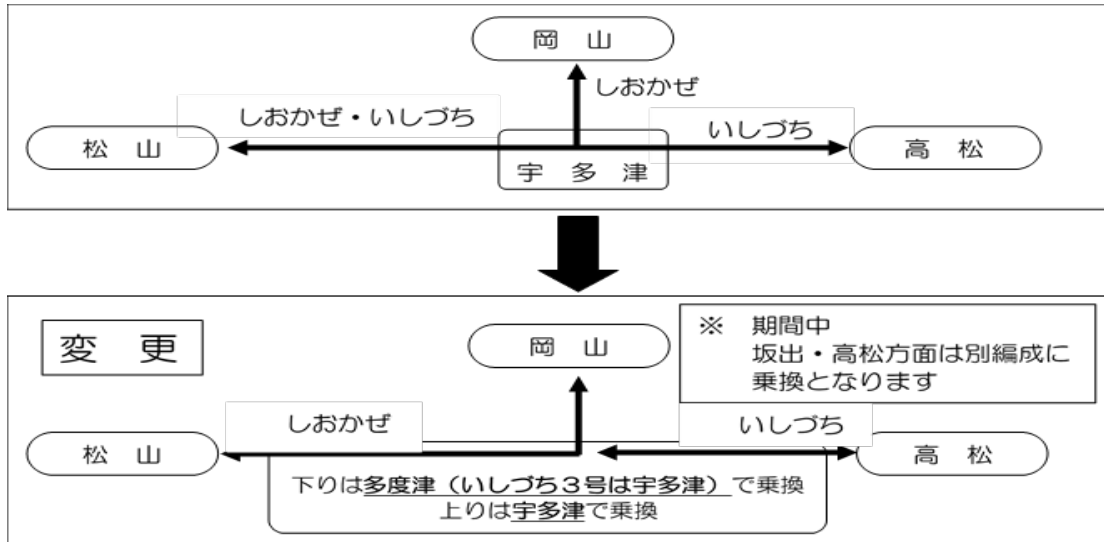 岡 山
しおかぜ
しおかぜ・いしづち
いしづち
松 山
高 松
宇 多 津
変 更
※ 期間中
坂出・高松方面は別編成に
乗換となります
岡 山
しおかぜ
いしづち
松 山
高 松
下りは多度津（いしづち３号は宇多津）で乗換
上りは宇多津で乗換